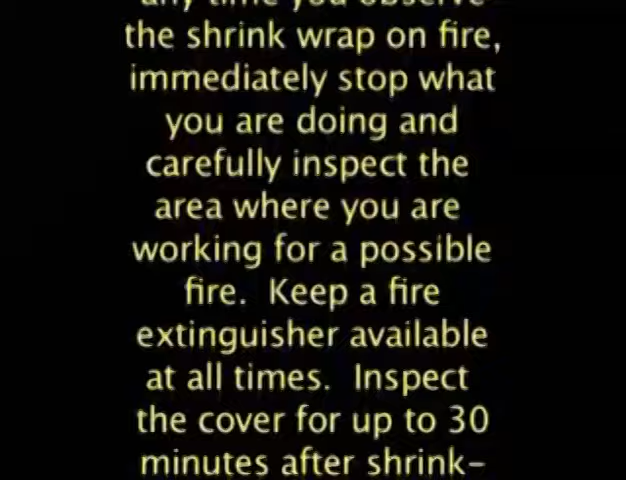 any time you observe
the shrink wrap on fire,
immediately stop what
you are doing and
carefully inspect the
area where you are
working for a possible
fire.  Keep a fire
extinguisher available
at all times.  Inspect
the cover for up to 30
minutes after shrink-